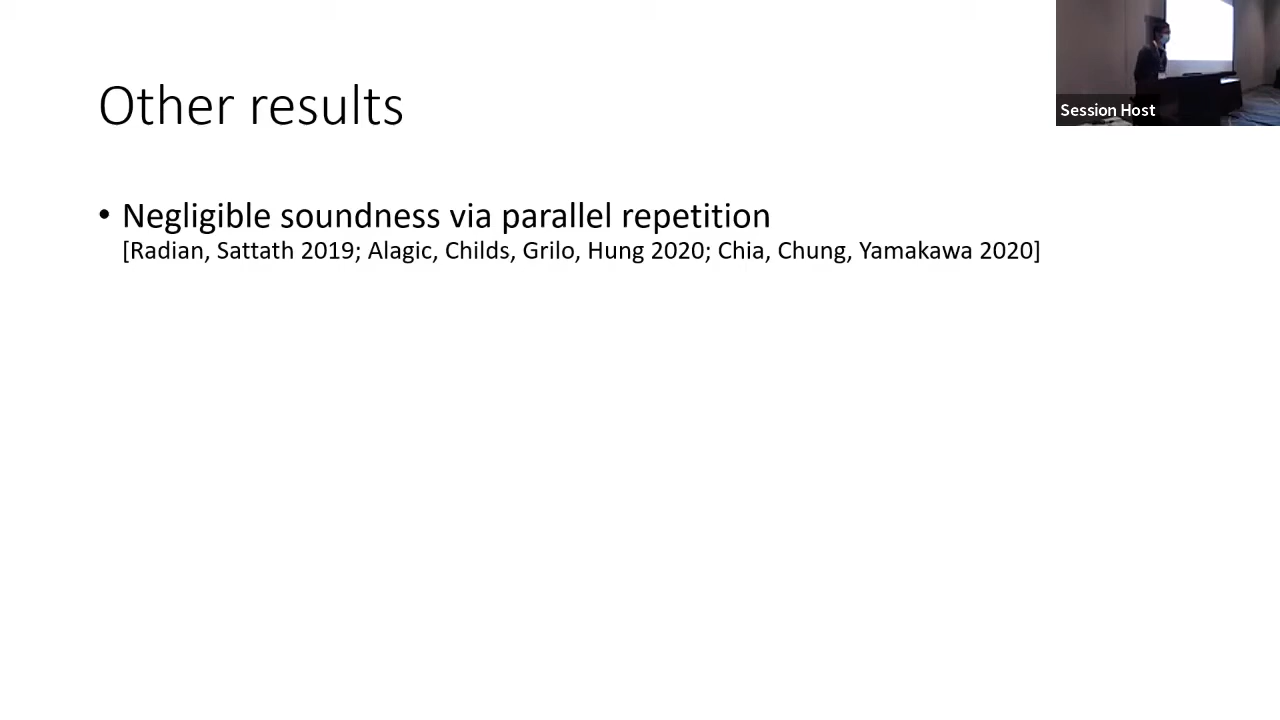 Other results
Session Host
• Negligible soundness via parallel repetition
[Radian, Sattath 2019; Alagic, Childs, Grilo, Hung 2020; Chia, Chung, Yamakawa 2020]